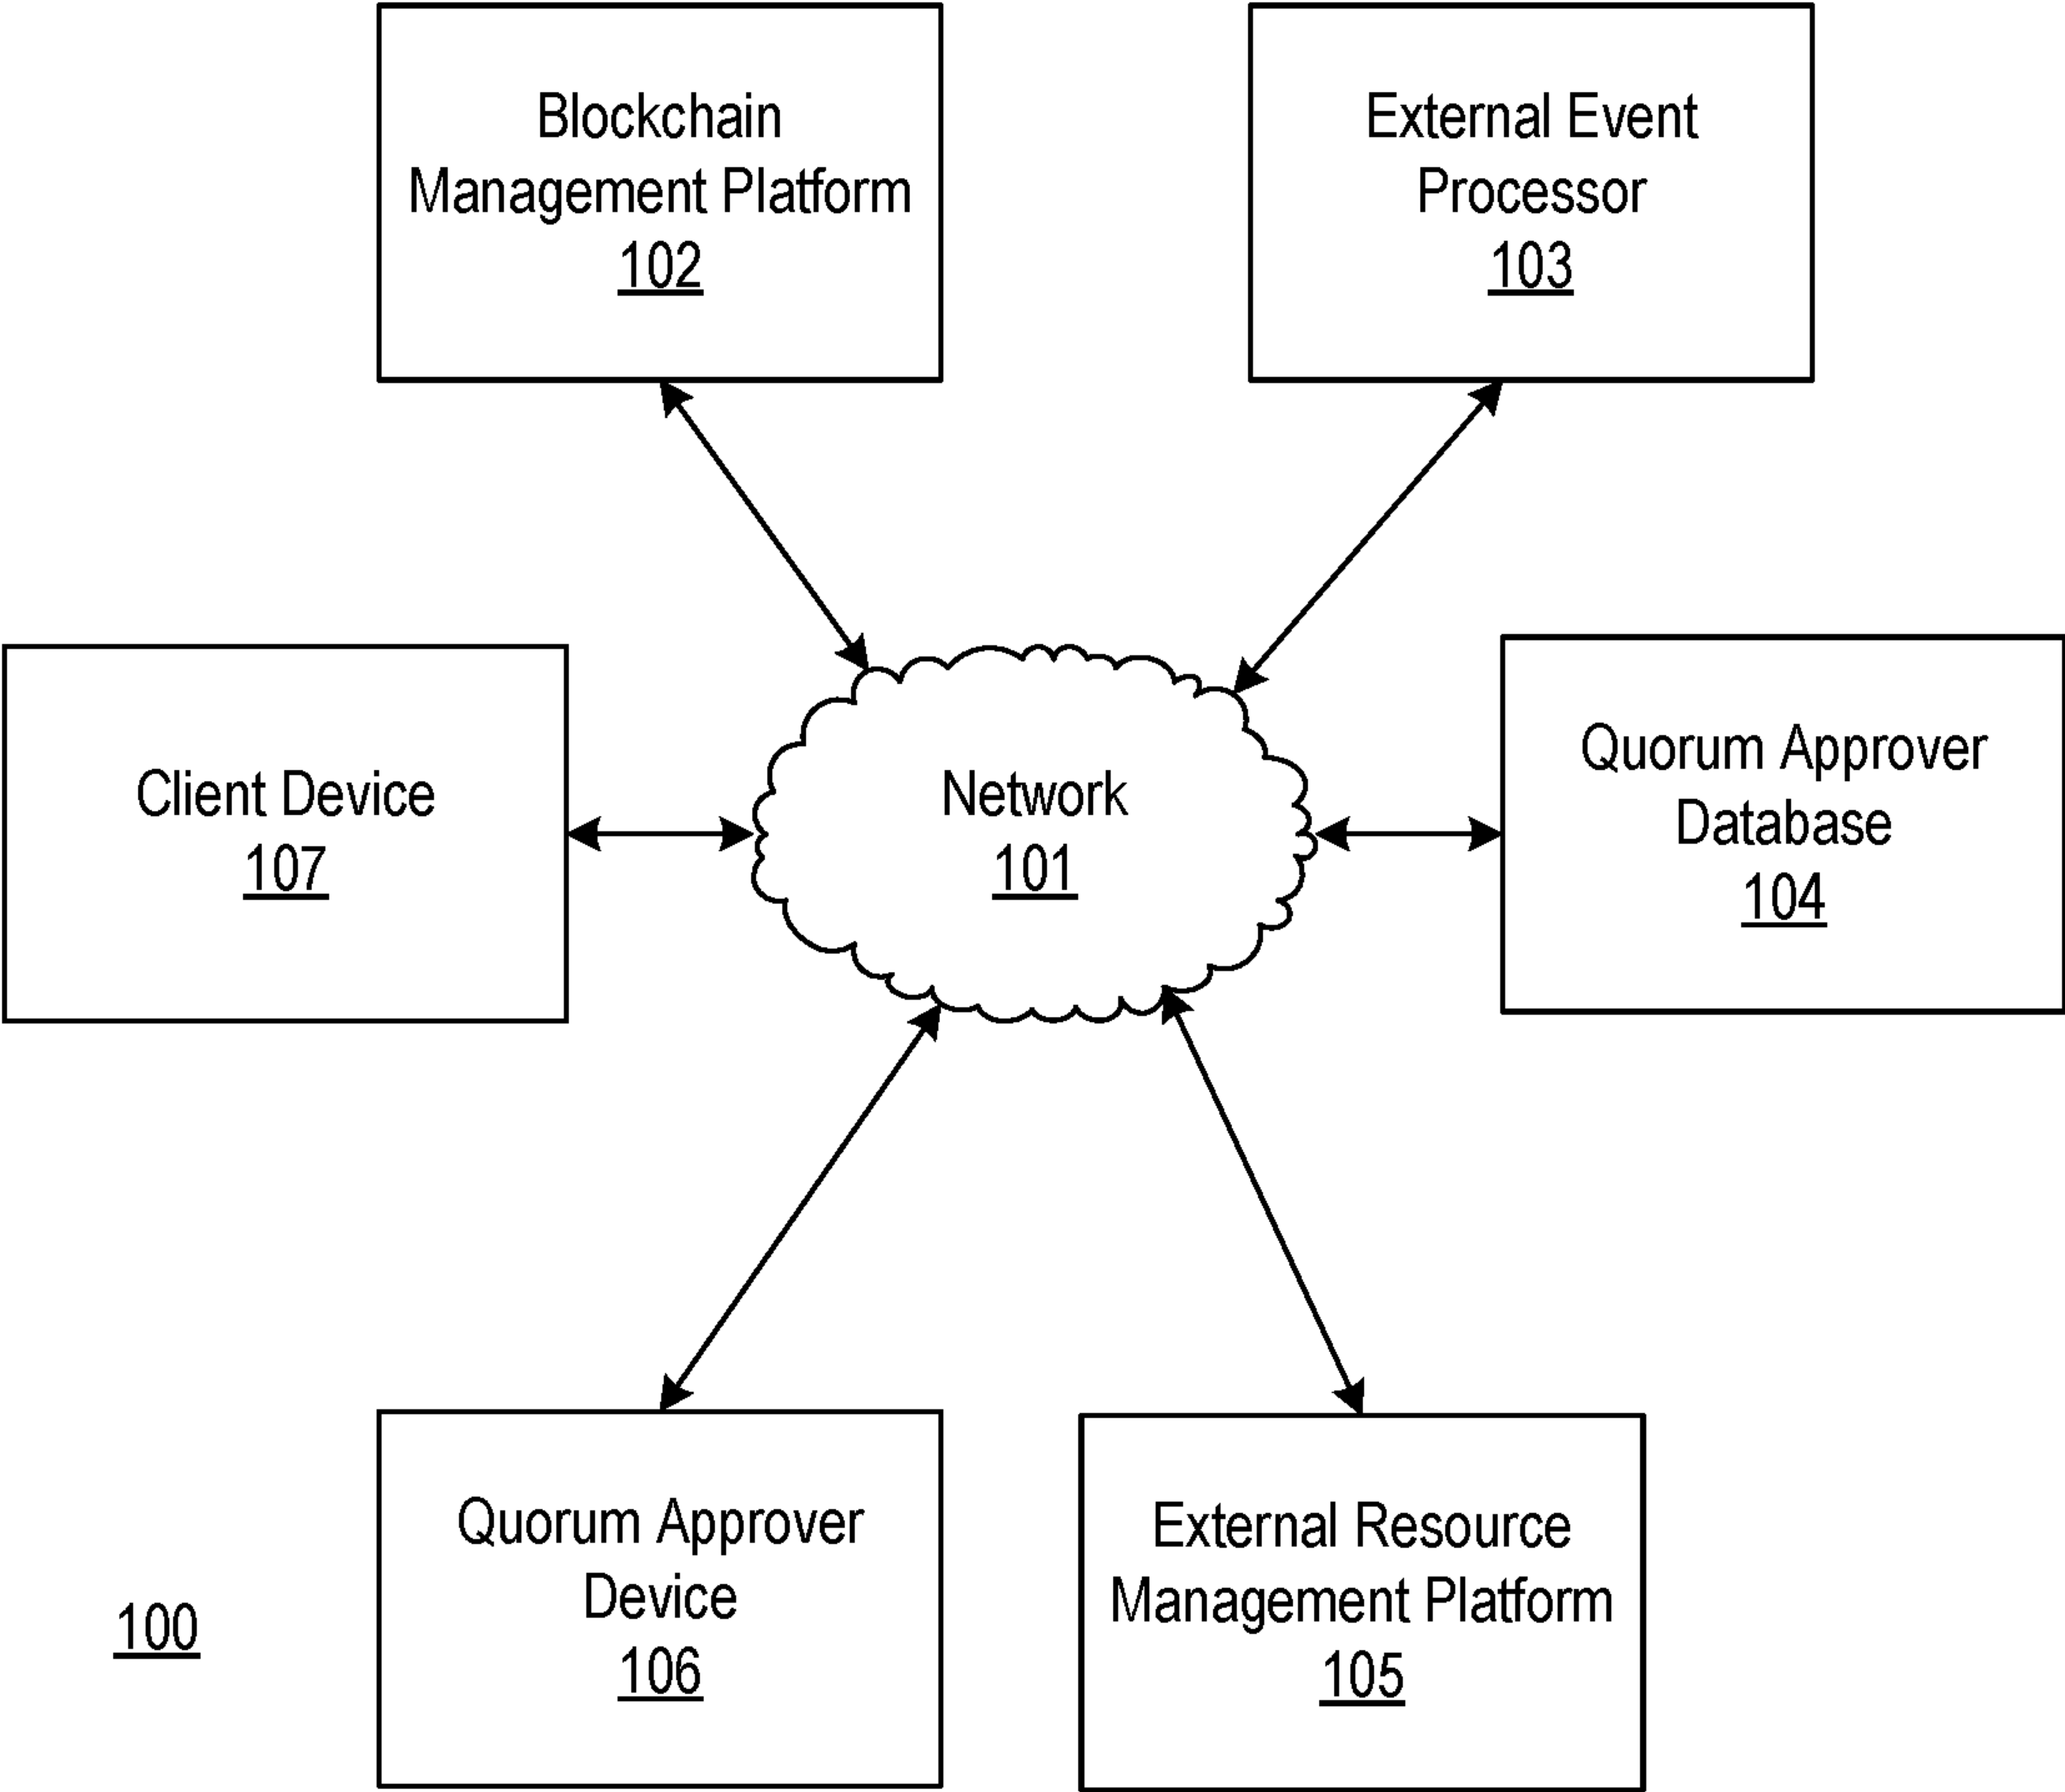 Blockchain
Management Platform
102
External Event
Processor
103
Client Device
107
Network
101
Quorum Approver
Database
104
Quorum Approver
Device
106
External Resource
Management Platform
105
100